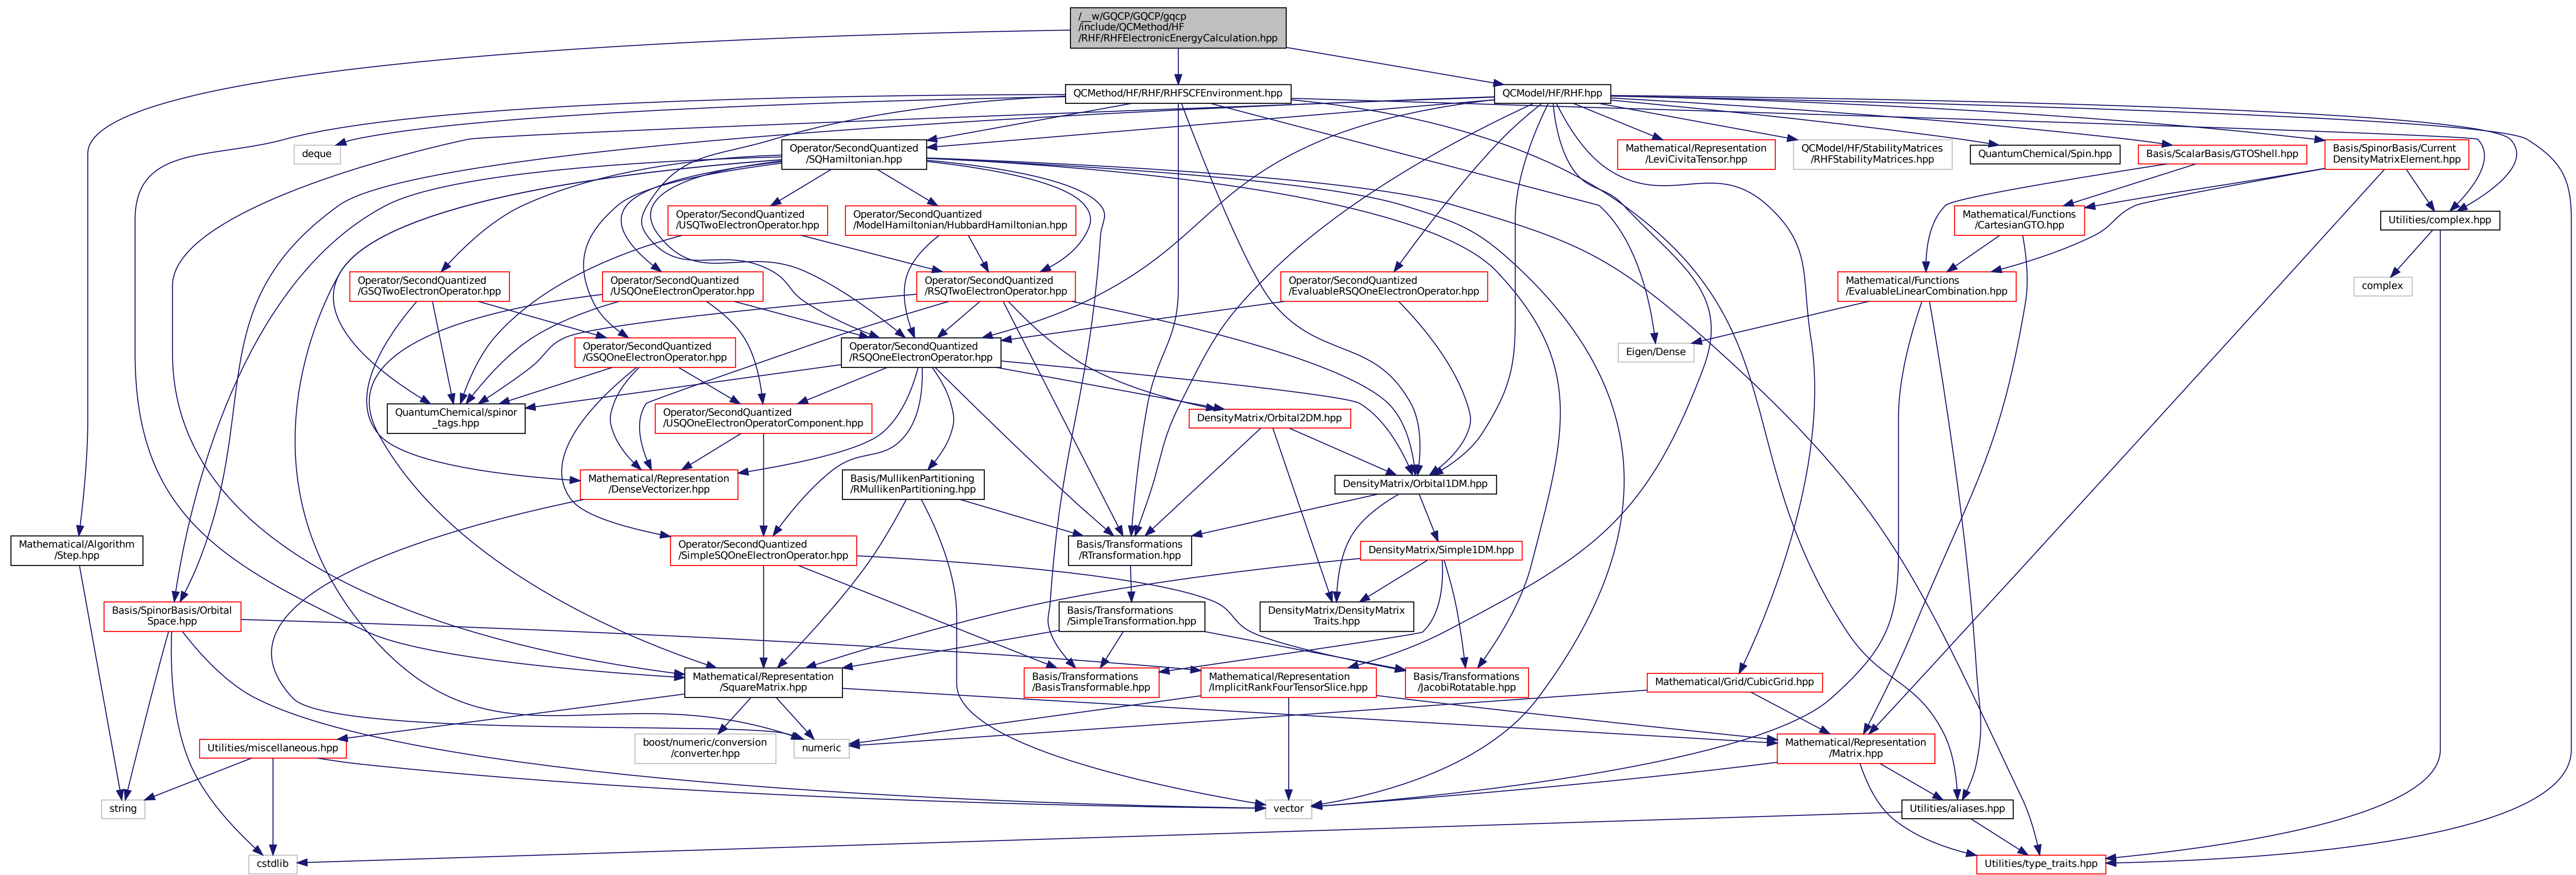 /__w/GQCP/GQCP/gqcp
/include/QCMethod/HF
/RHF/RHFElectronicEnergyCalculation.hpp
QCMethod/HF/RHF/RHFSCFEnvironment.hpp
QCModel/HF/RHF.hpp
deque
Operator/SecondQuantized
/SQHamiltonian.hpp
Mathematical/Representation
/LeviCivitaTensor.hpp
QCModel/HF/StabilityMatrices
/RHFStabilityMatrices.hpp
QuantumChemical/Spin.hpp
Basis/ScalarBasis/GTOShell.hpp
Basis/SpinorBasis/Current
DensityMatrixElement.hpp
Operator/SecondQuantized
/USQTwoElectronOperator.hpp
Operator/SecondQuantized
/ModelHamiltonian/HubbardHamiltonian.hpp
Mathematical/Functions
/CartesianGTO.hpp
Utilities/complex.hpp
Operator/SecondQuantized
/GSQTwoElectronOperator.hpp
Operator/SecondQuantized
/USQOneElectronOperator.hpp
Operator/SecondQuantized
/RSQTwoElectronOperator.hpp
Operator/SecondQuantized
/EvaluableRSQOneElectronOperator.hpp
Mathematical/Functions
/EvaluableLinearCombination.hpp
complex
Operator/SecondQuantized
/GSQOneElectronOperator.hpp
Operator/SecondQuantized
/RSQOneElectronOperator.hpp
Eigen/Dense
QuantumChemical/spinor
_tags.hpp
Operator/SecondQuantized
/USQOneElectronOperatorComponent.hpp
DensityMatrix/Orbital2DM.hpp
Mathematical/Representation
/DenseVectorizer.hpp
Basis/MullikenPartitioning
/RMullikenPartitioning.hpp
DensityMatrix/Orbital1DM.hpp
Mathematical/Algorithm
/Step.hpp
Operator/SecondQuantized
/SimpleSQOneElectronOperator.hpp
Basis/Transformations
/RTransformation.hpp
DensityMatrix/Simple1DM.hpp
Basis/SpinorBasis/Orbital
Space.hpp
Basis/Transformations
/SimpleTransformation.hpp
DensityMatrix/DensityMatrix
Traits.hpp
Mathematical/Representation
/SquareMatrix.hpp
Basis/Transformations
/BasisTransformable.hpp
Mathematical/Representation
/ImplicitRankFourTensorSlice.hpp
Basis/Transformations
/JacobiRotatable.hpp
Mathematical/Grid/CubicGrid.hpp
Utilities/miscellaneous.hpp
boost/numeric/conversion
/converter.hpp
numeric
Mathematical/Representation
/Matrix.hpp
string
vector
Utilities/aliases.hpp
cstdlib
Utilities/type_traits.hpp